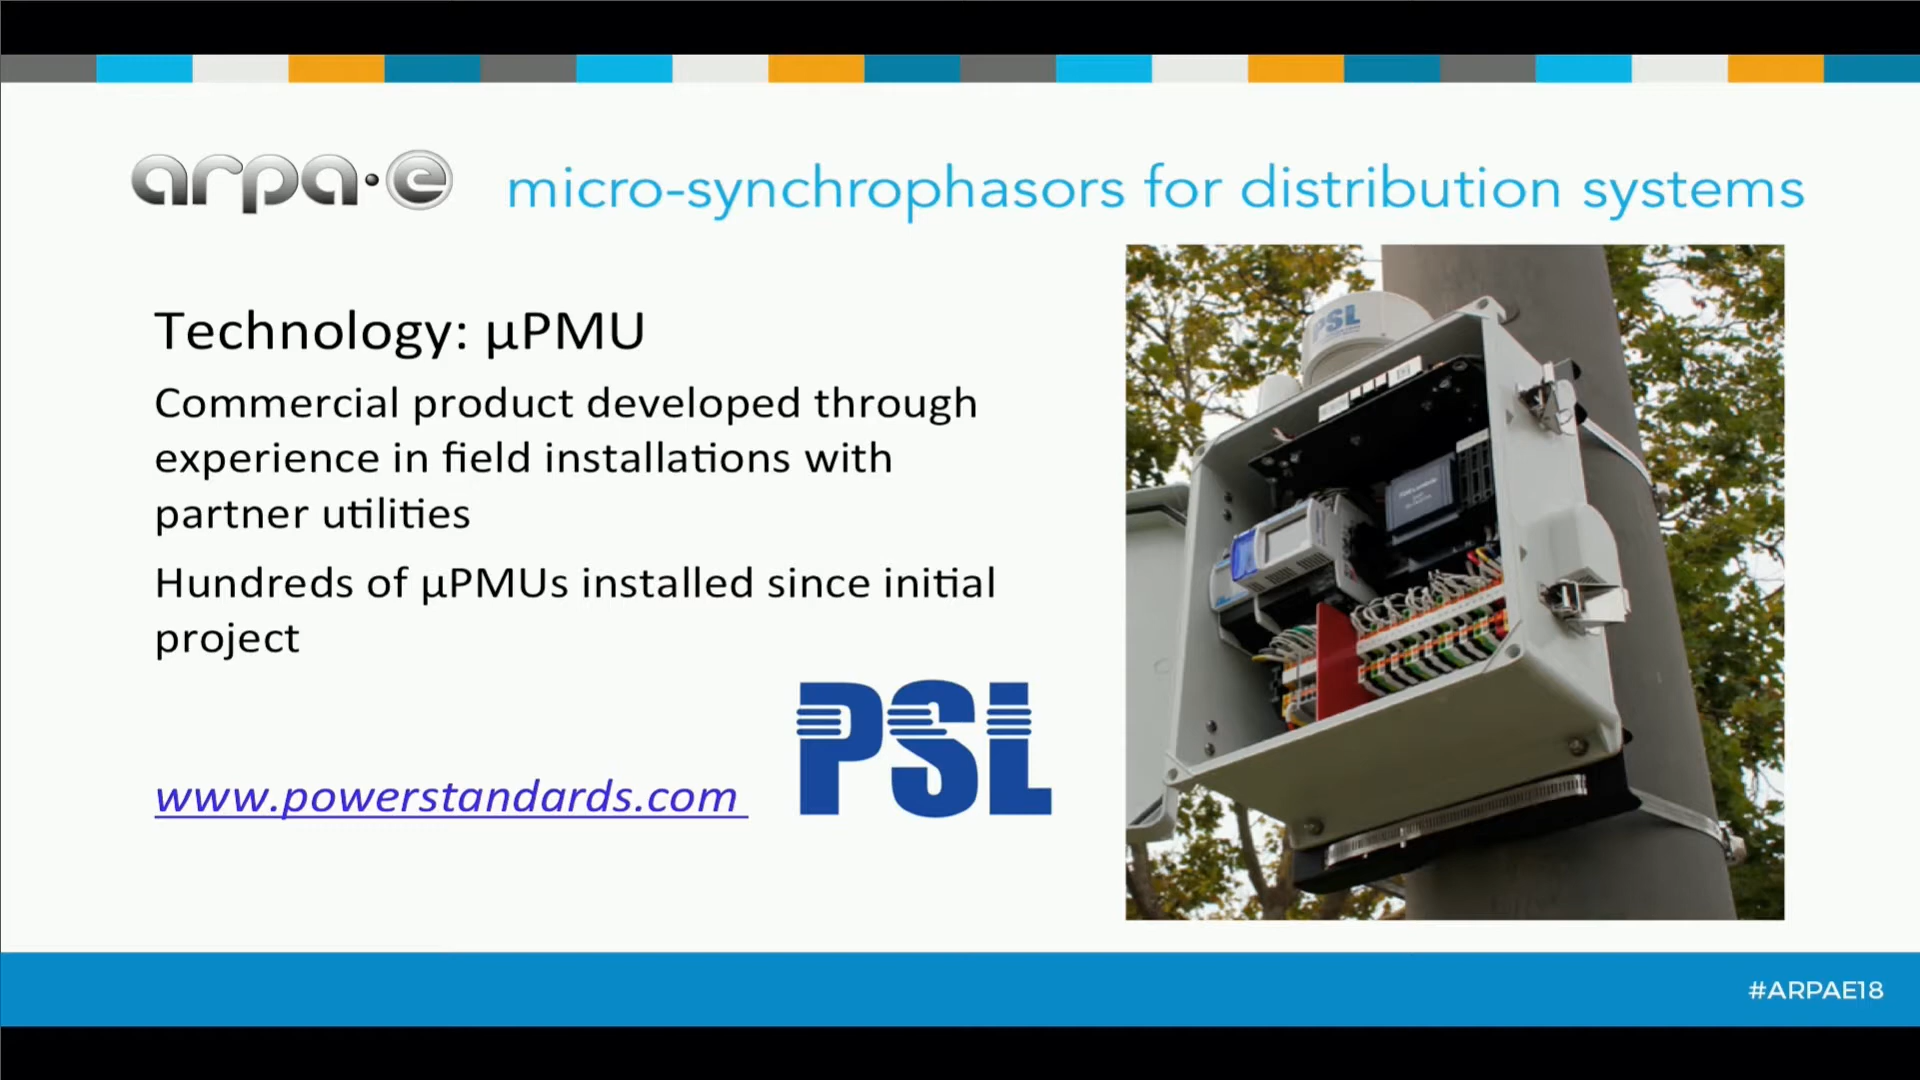 arpa·e
micro-synchrophasors for distribution systems
Technology: µPMU
Commercial product developed through
experience in field installations with
partner utilities
Hundreds of µPMUs installed since initial
project
www.powerstandards.com
PSL
PSL
#ARPAE18